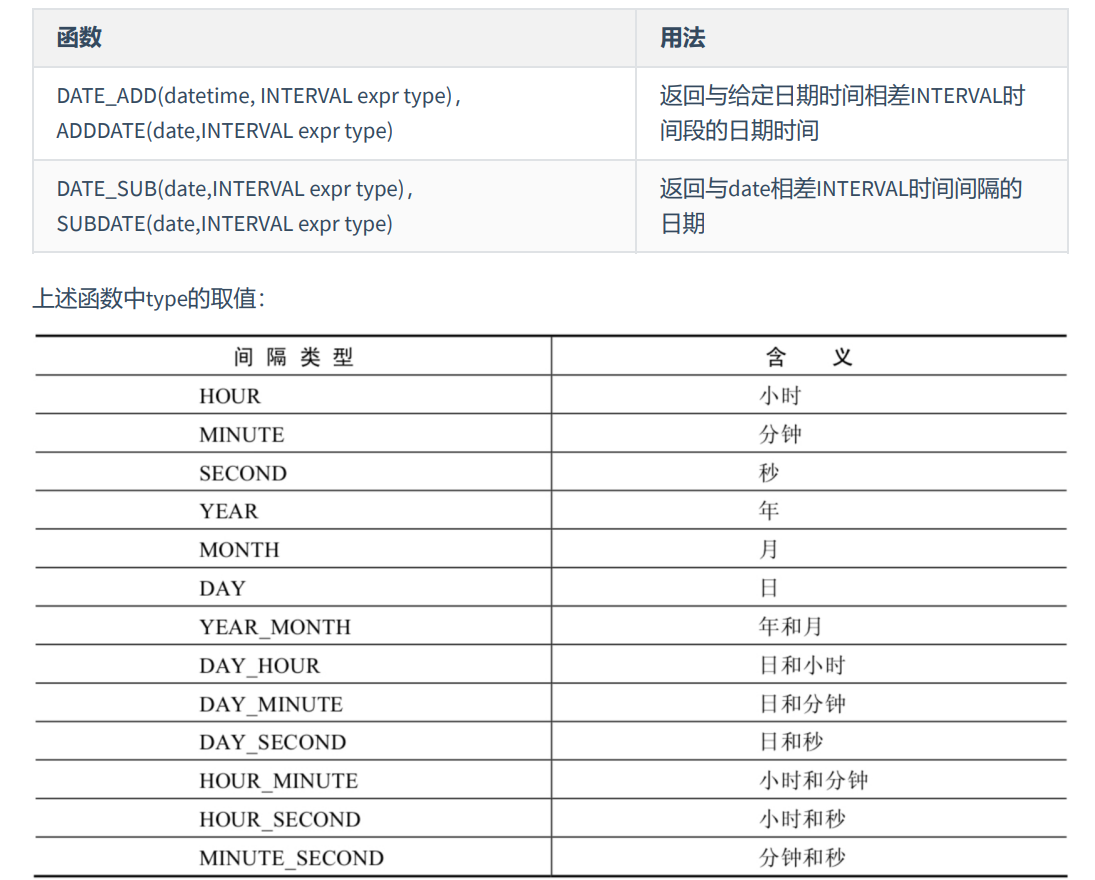 函数 用法
DATE_ADD(datetime, INTERVAL expr type)， 返回与给定日期时间相差INTERVAL时
ADDDATE(date,INTERVAL expr type) 间段的日期时间
DATE_SUB(date,INTERVAL expr type)， 返回与date相差INTERVAL时间间隔的
SUBDATE(date,INTERVAL expr type) 日期
上述函数中type的取值：
间 隔 类 型 含 义
HOUR 小时
MINUTE 分钟
SECOND 秒
YEAR 年
MONTH 月
DAY 日
YEAR_MONTH 年和月
DAY_HOUR 日和小时
DAY_MINUTE 日和分钟
DAY_SECOND 日和秒
HOUR_MINUTE 小时和分钟
HOUR_SECOND 小时和秒
MINUTE_SECOND 分钟和秒